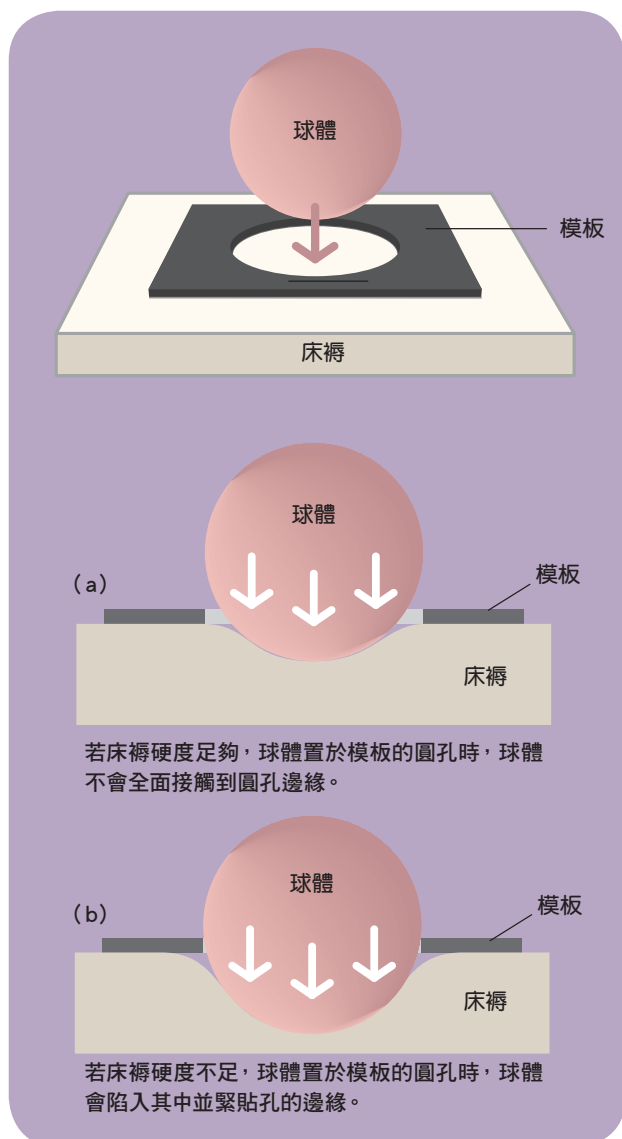 球體
模板
床褥
球體
(a)
模板
床褥
若床褥硬度足夠，球體置於模板的圓孔時，球體
不會全面接觸到圓孔邊緣。
球體
(b)
模板
床褥
若床褥硬度不足，球體置於模板的圓孔時，球體
會陷入其中並緊貼孔的邊緣。